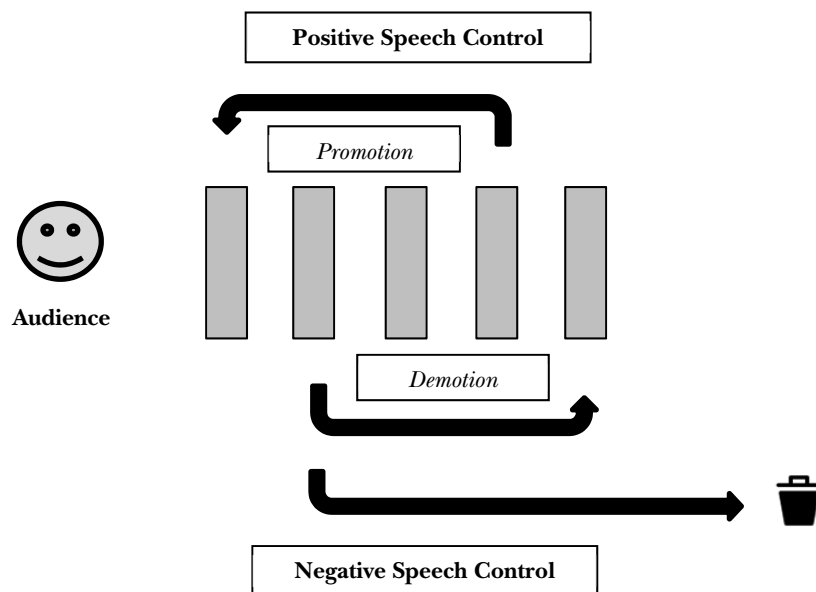 Positive Speech Control
Promotion
Audience
Demotion
Negative Speech Control